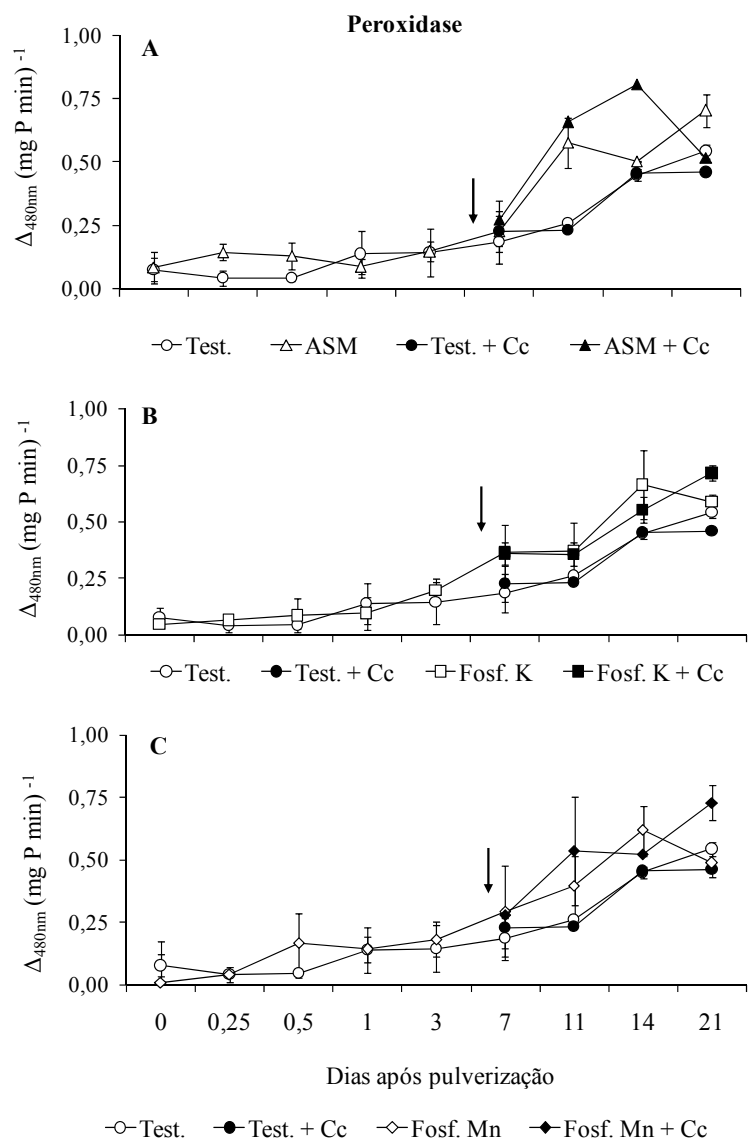 Peroxidase
A
Δ480nm (mg P min) -1
1,00
0,75
0,50
0,25
0,00
Test. ASM Test. + Cc ASM + Cc
B
Δ480nm (mg P min) -1
1,00
0,75
0,50
0,25
0,00
Test. Test. + Cc Fosf. K Fosf. K + Cc
C
Δ480nm (mg P min) -1
1,00
0,75
0,50
0,25
0,00
0 0,25 0,5 1 3 7 11 14 21
Dias após pulverização
Test. Test. + Cc Fosf. Mn Fosf. Mn + Cc